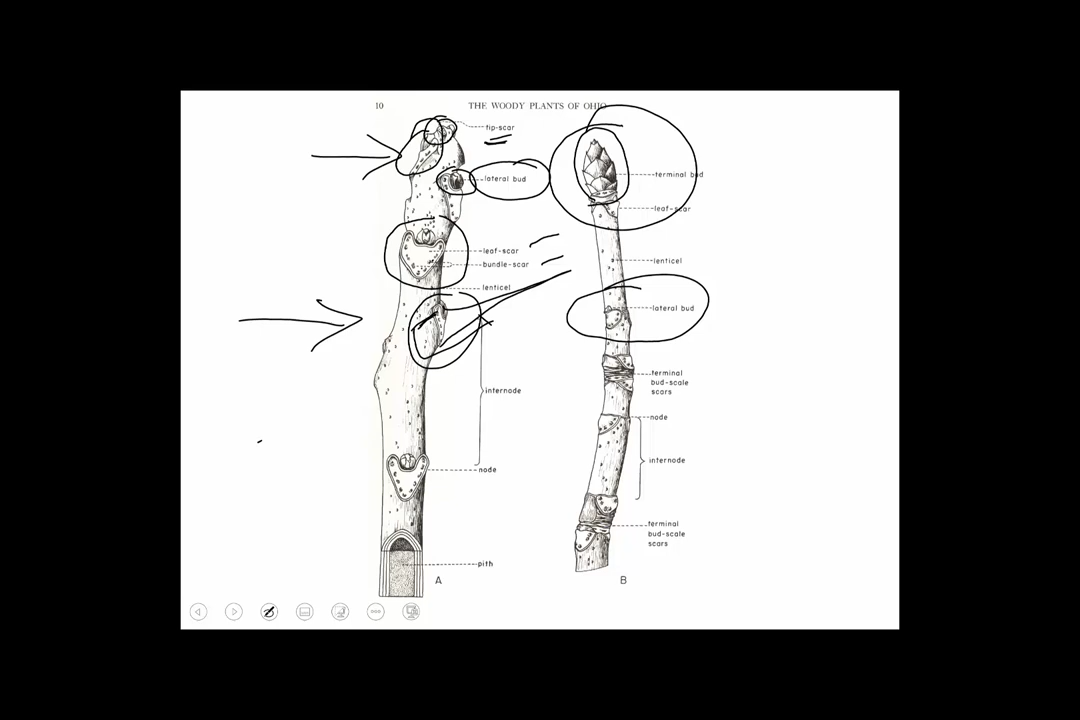 10 THE WOODY PLANTS OF OHIO
tip-scar
lateral bud
leaf-scar
bundle-scar
lenticel
internode
node
pith
A
terminal bud
leaf-scar
lenticel
lateral bud
terminal
bud-scale
scars
node
internode
terminal
bud-scale
scars
B